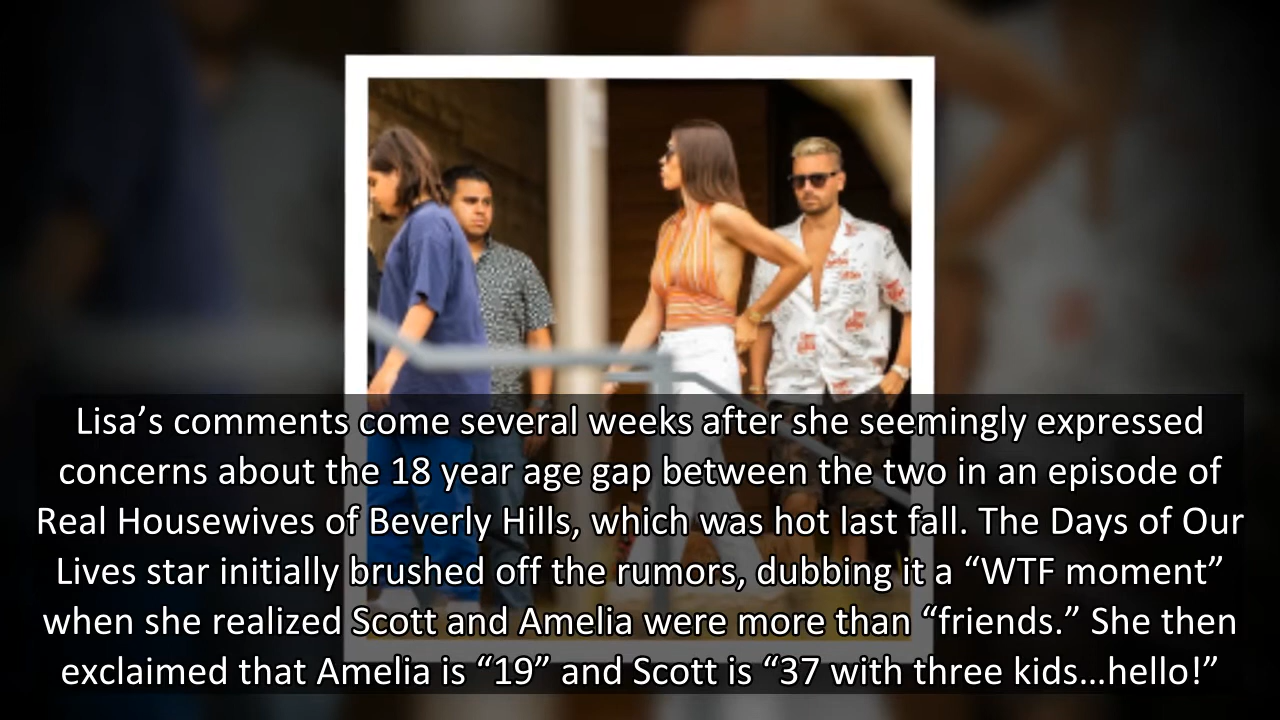 Lisa’s comments come several weeks after she seemingly expressed
concerns about the 18 year age gap between the two in an episode of
Real Housewives of Beverly Hills, which was hot last fall. The Days of Our
Lives star initially brushed off the rumors, dubbing it a “WTF moment”
when she realized Scott and Amelia were more than “friends.” She then
exclaimed that Amelia is “19” and Scott is “37 with three kids...hello!”